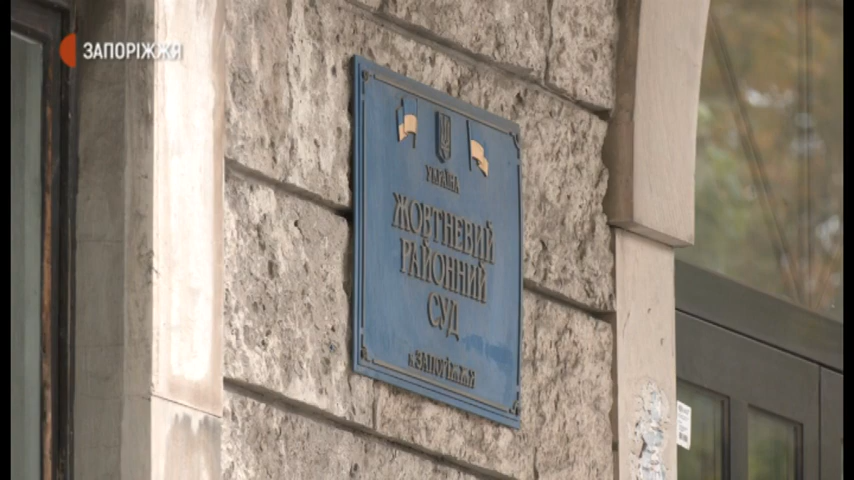 ЗАПОРІЖЖЯ
УКРАЇНА
ЖОВТНЕВИЙ
РАЙОННИЙ
СУД
м.ЗАПОРІЖЖЯ